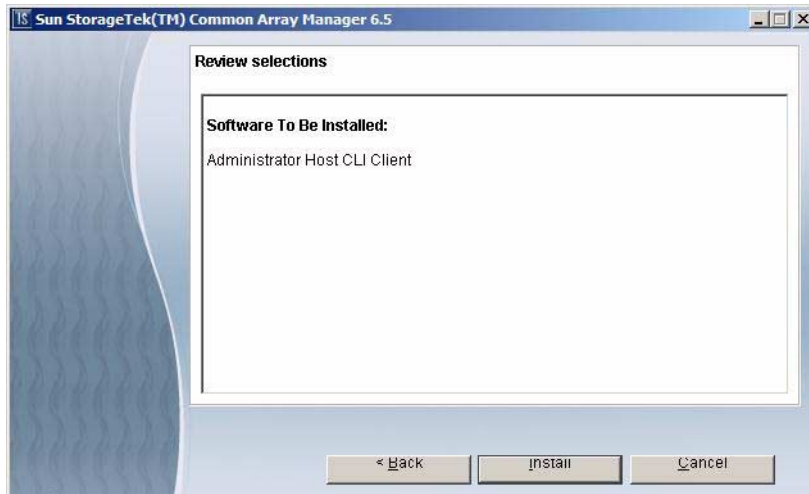 Sun StorageTek(TM) Common Array Manager 6.5
Review selections
Software To Be Installed:
Administrator Host CLI Client
< Back Install Cancel